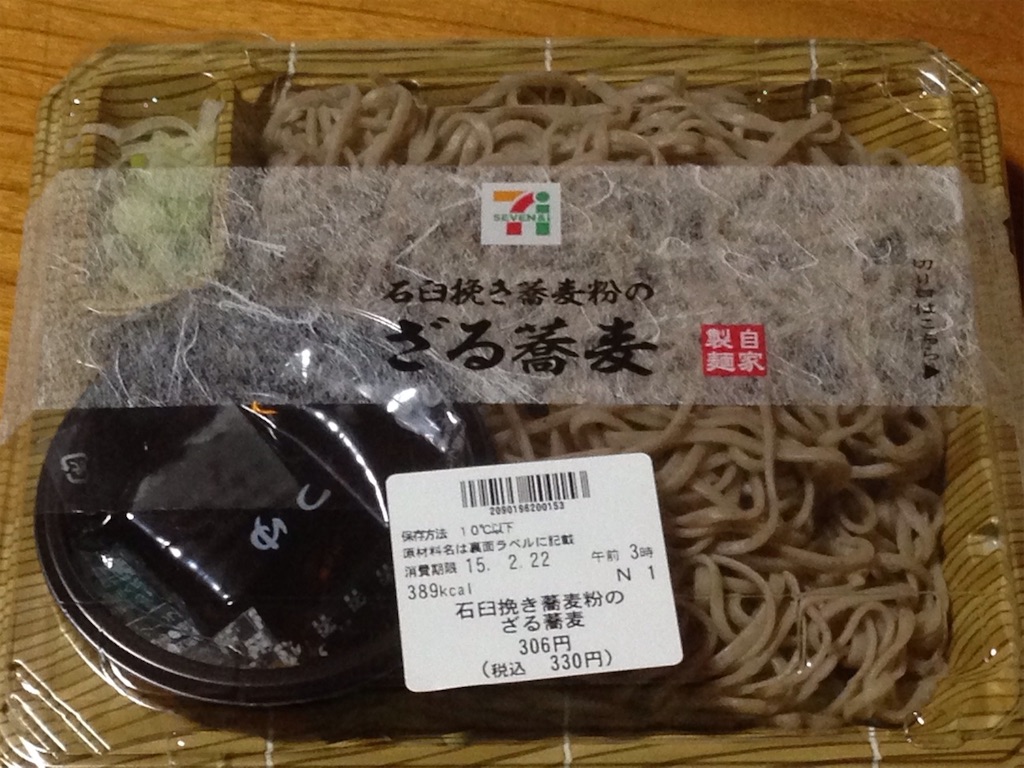 SEVEN&i
石臼挽き蕎麦粉の
ざる蕎麦
自家
製麺
切り口はこちら▶
2090196200153
保存方法 10℃以下
原材料名は裏面ラベルに記載
消費期限 15. 2.22 午前 3時
389kcal N 1
石臼挽き蕎麦粉の
ざる蕎麦
306円
(税込 330円)